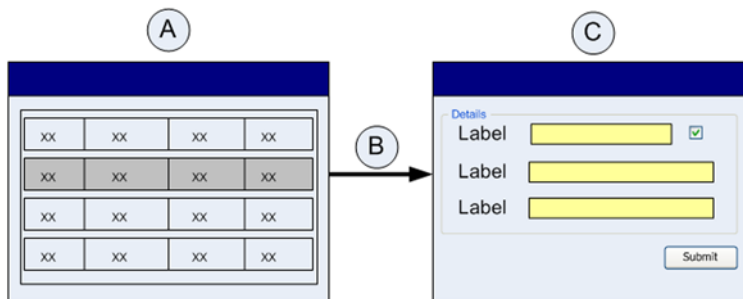 A
C
xx xx xx xx
xx xx xx xx
xx xx xx xx
xx xx xx xx
B
Details
Label
Label
Label
Submit